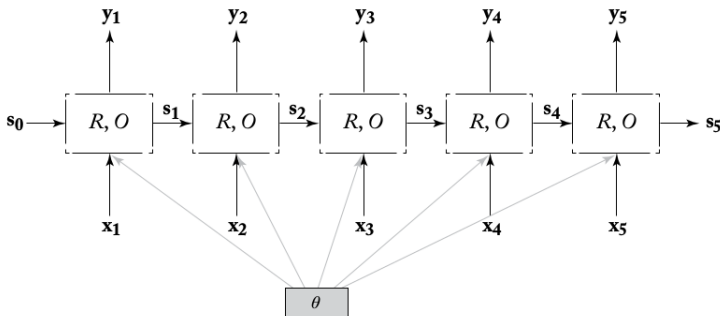 y1 y2 y3 y4 y5
s0 R, O s1 R, O s2 R, O s3 R, O s4 R, O s5
x1 x2 x3 x4 x5
θ